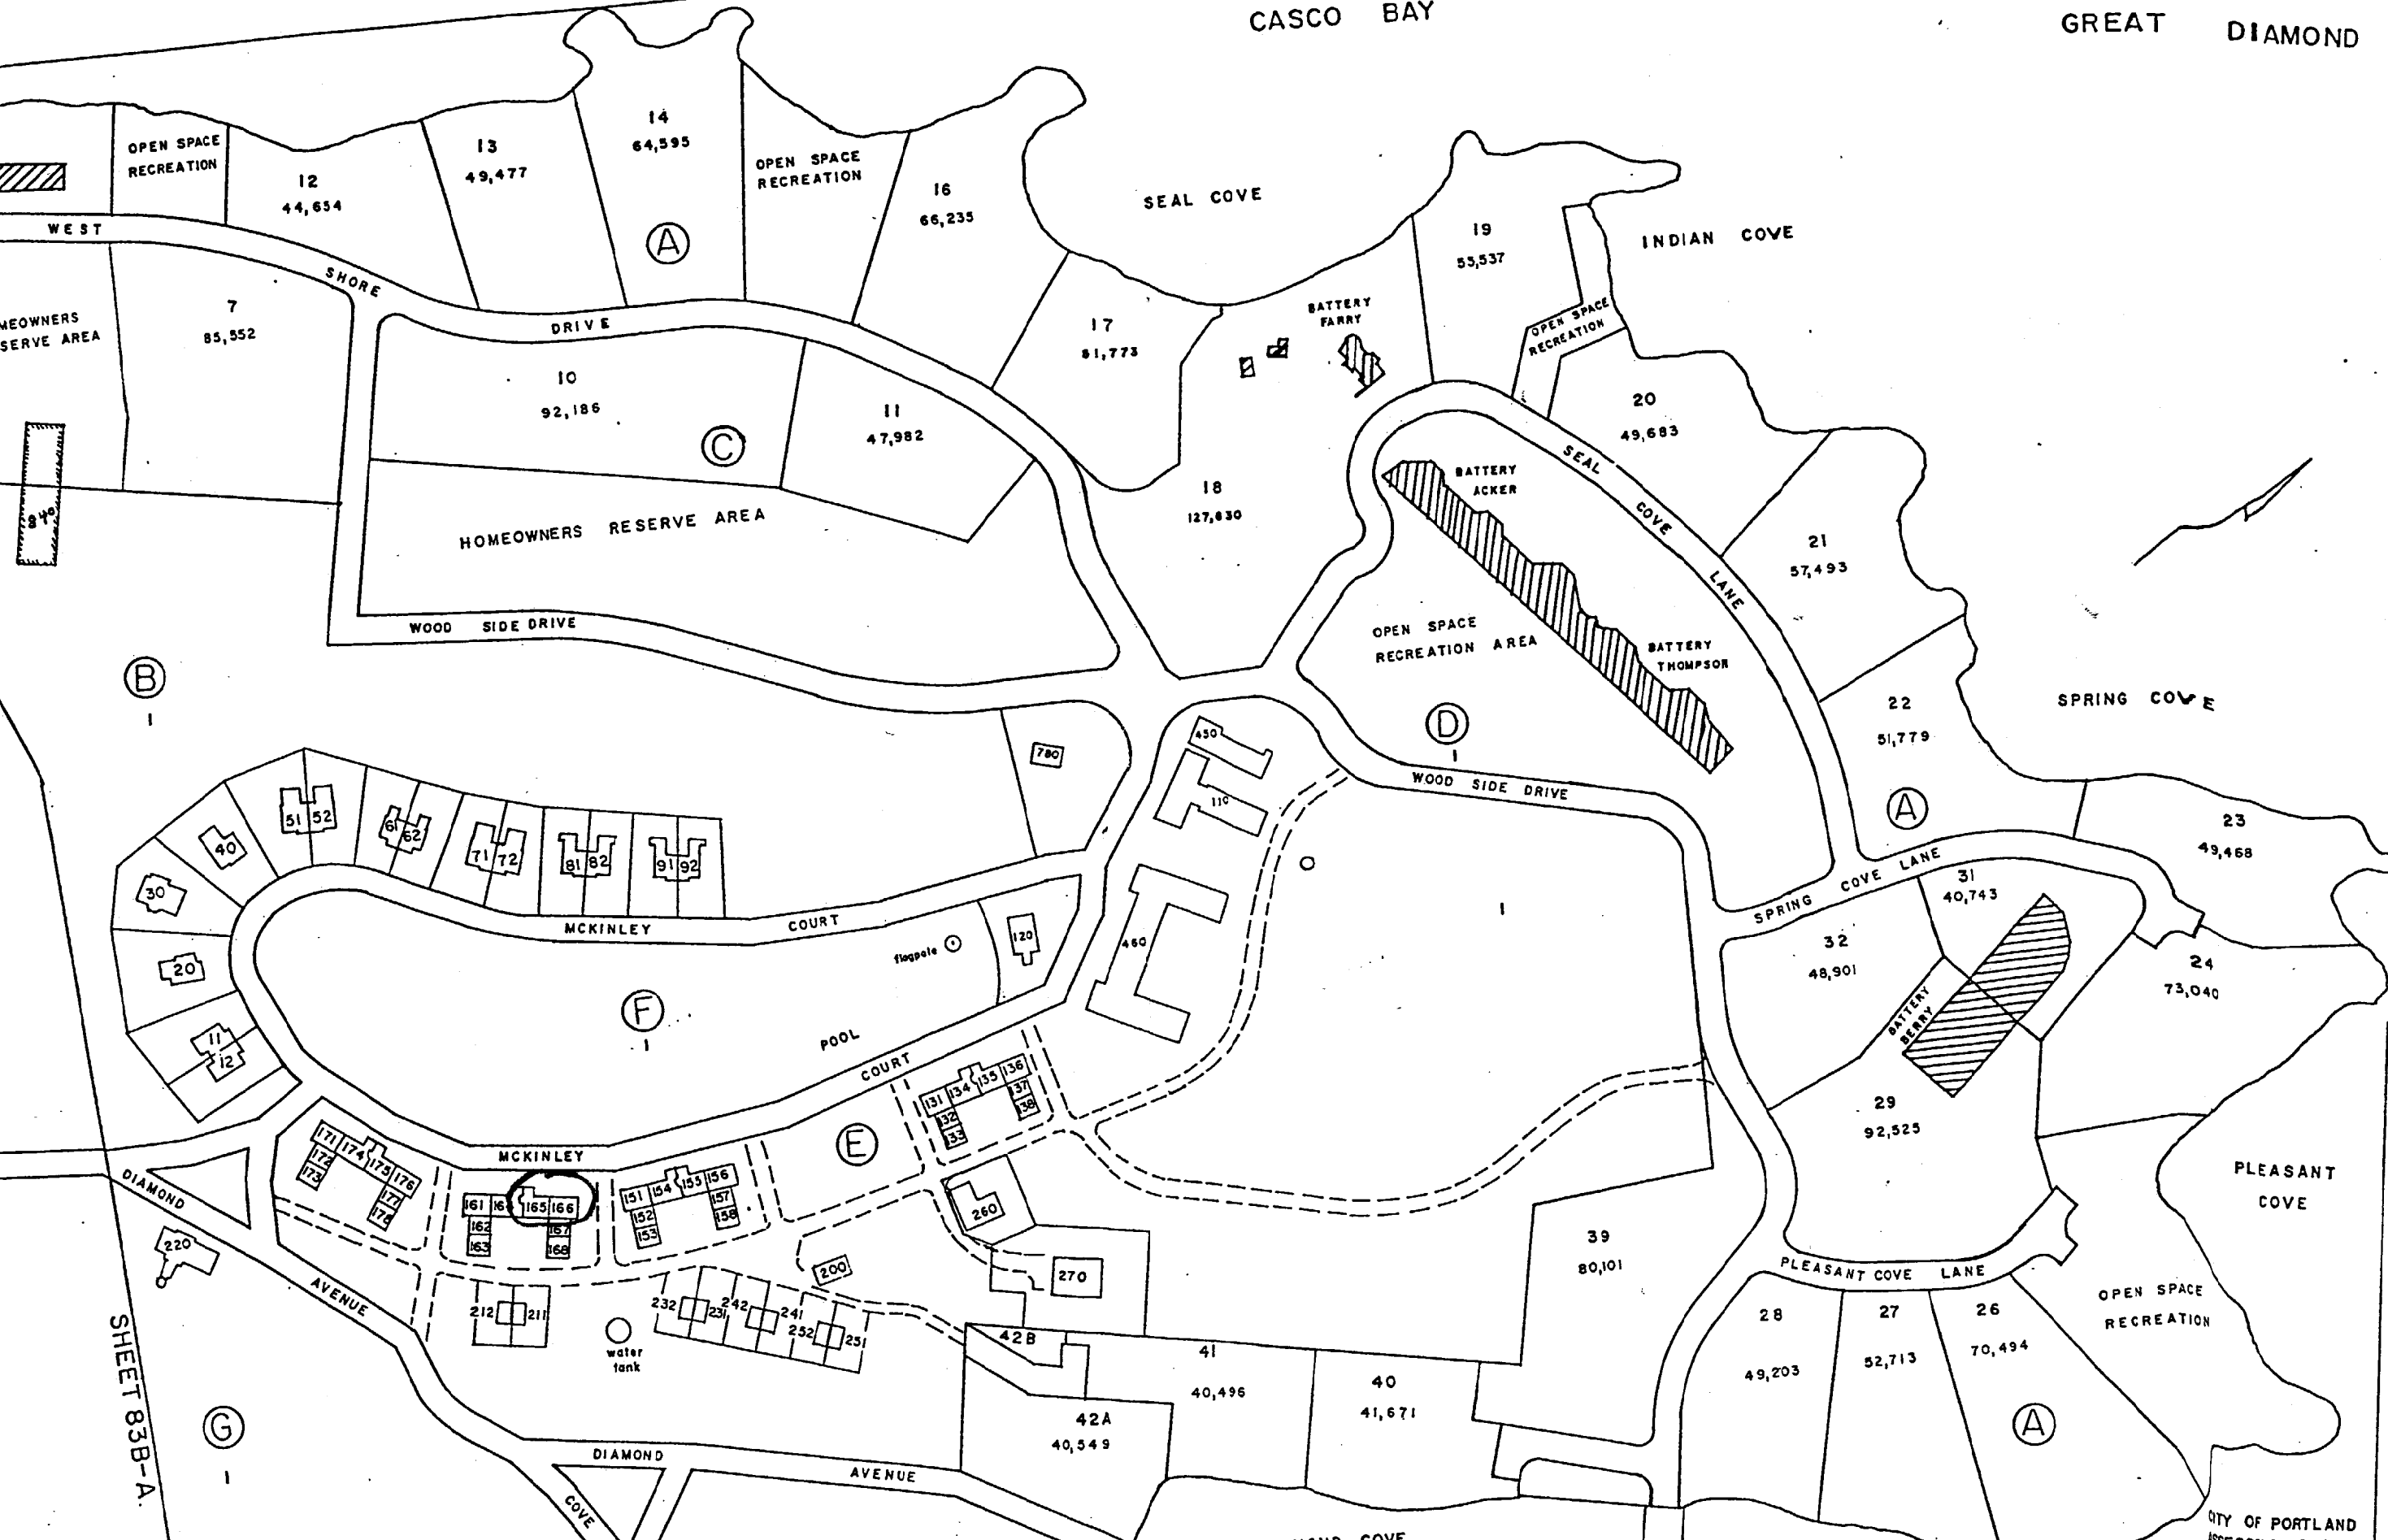 CASCO BAY
GREAT DIAMOND
OPEN SPACE
RECREATION
12
44,654
13
49,477
14
64,595
A
OPEN SPACE
RECREATION
16
66,235
SEAL COVE
19
53,537
INDIAN COVE
WEST
SHORE
DRIVE
MEOWNERS
SERVE AREA
7
85,552
10
92,186
C
11
47,982
17
81,773
BATTERY
FARRY
OPEN SPACE
RECREATION
20
49,683
840
HOMEOWNERS RESERVE AREA
18
127,630
BATTERY
ACKER
SEAL
COVE
LANE
21
57,493
WOOD SIDE DRIVE
OPEN SPACE
RECREATION AREA
BATTERY
THOMPSON
B
1
D
1
22
51,779
SPRING COVE
WOOD SIDE DRIVE
A
23
49,468
780
450
110
460
51 52
61 62
71 72
81 82
91 92
40
30
20
11
12
MCKINLEY COURT
flagpole
120
F
1
POOL
COURT
1
SPRING COVE LANE
31
40,743
32
48,901
24
73,040
BATTERY
BERRY
29
92,525
PLEASANT
COVE
131 134 135 136
132 137
133 138
E
MCKINLEY
171 174 175 176
172 177
173 178
161 165 166
162 167
163 168
151 154 155 156
152 157
153 158
DIAMOND
AVENUE
220
260
200
270
212 211
water
tank
232 231 242 241
252 251
39
80,101
PLEASANT COVE LANE
OPEN SPACE
RECREATION
28
49,203
27
52,713
26
70,494
A
42B
41
40,496
40
41,671
42A
40,549
SHEET 83B-A.
G
1
DIAMOND
AVENUE
COVE
COVE
CITY OF PORTLAND